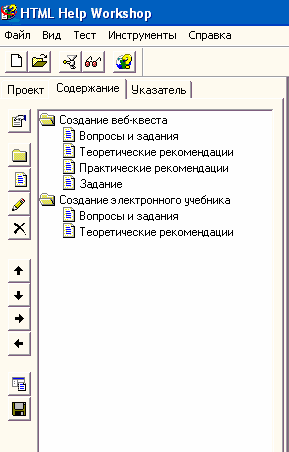 HTML Help Workshop
Файл Вид Тест Инструменты Справка
Проект Содержание Указатель
Создание веб-квеста
Вопросы и задания
Теоретические рекомендации
Практические рекомендации
Задание
Создание электронного учебника
Вопросы и задания
Теоретические рекомендации